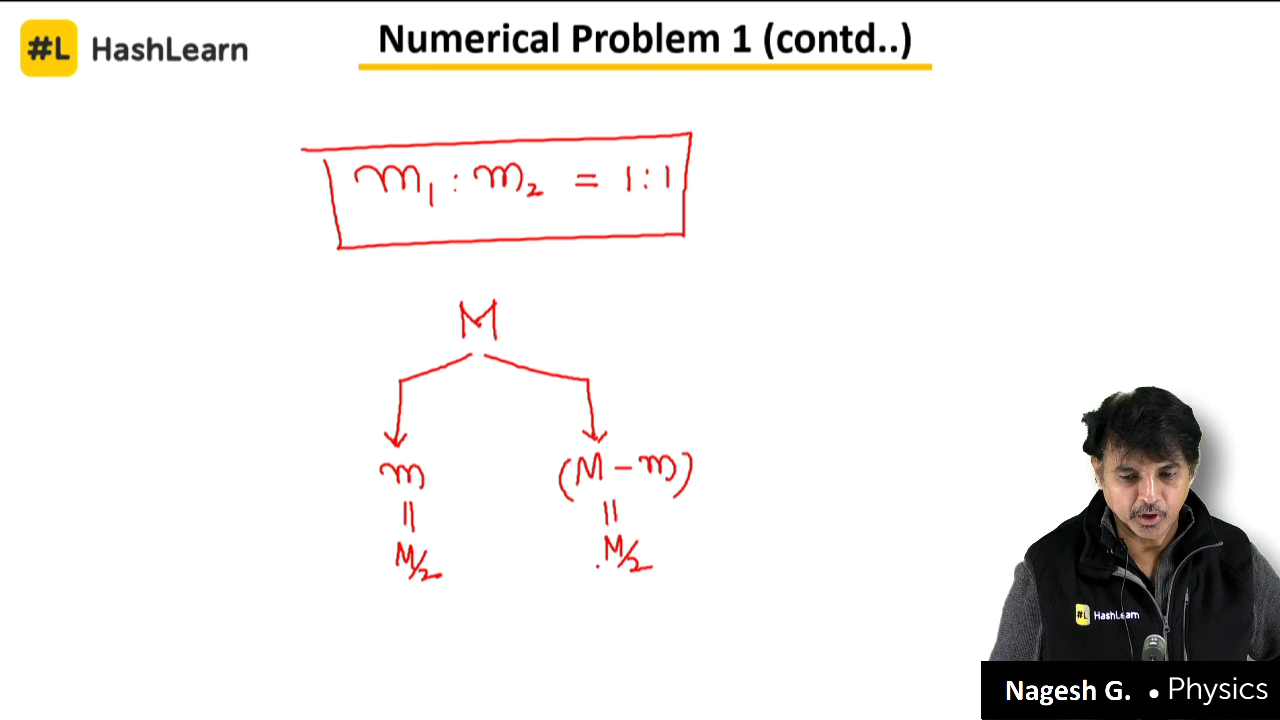 #L HashLearn
Numerical Problem 1 (contd..)
m₁ : m₂ = 1:1
M
m (M - m)
= =
M/2 M/2
#L HashLearn
Nagesh G. • Physics